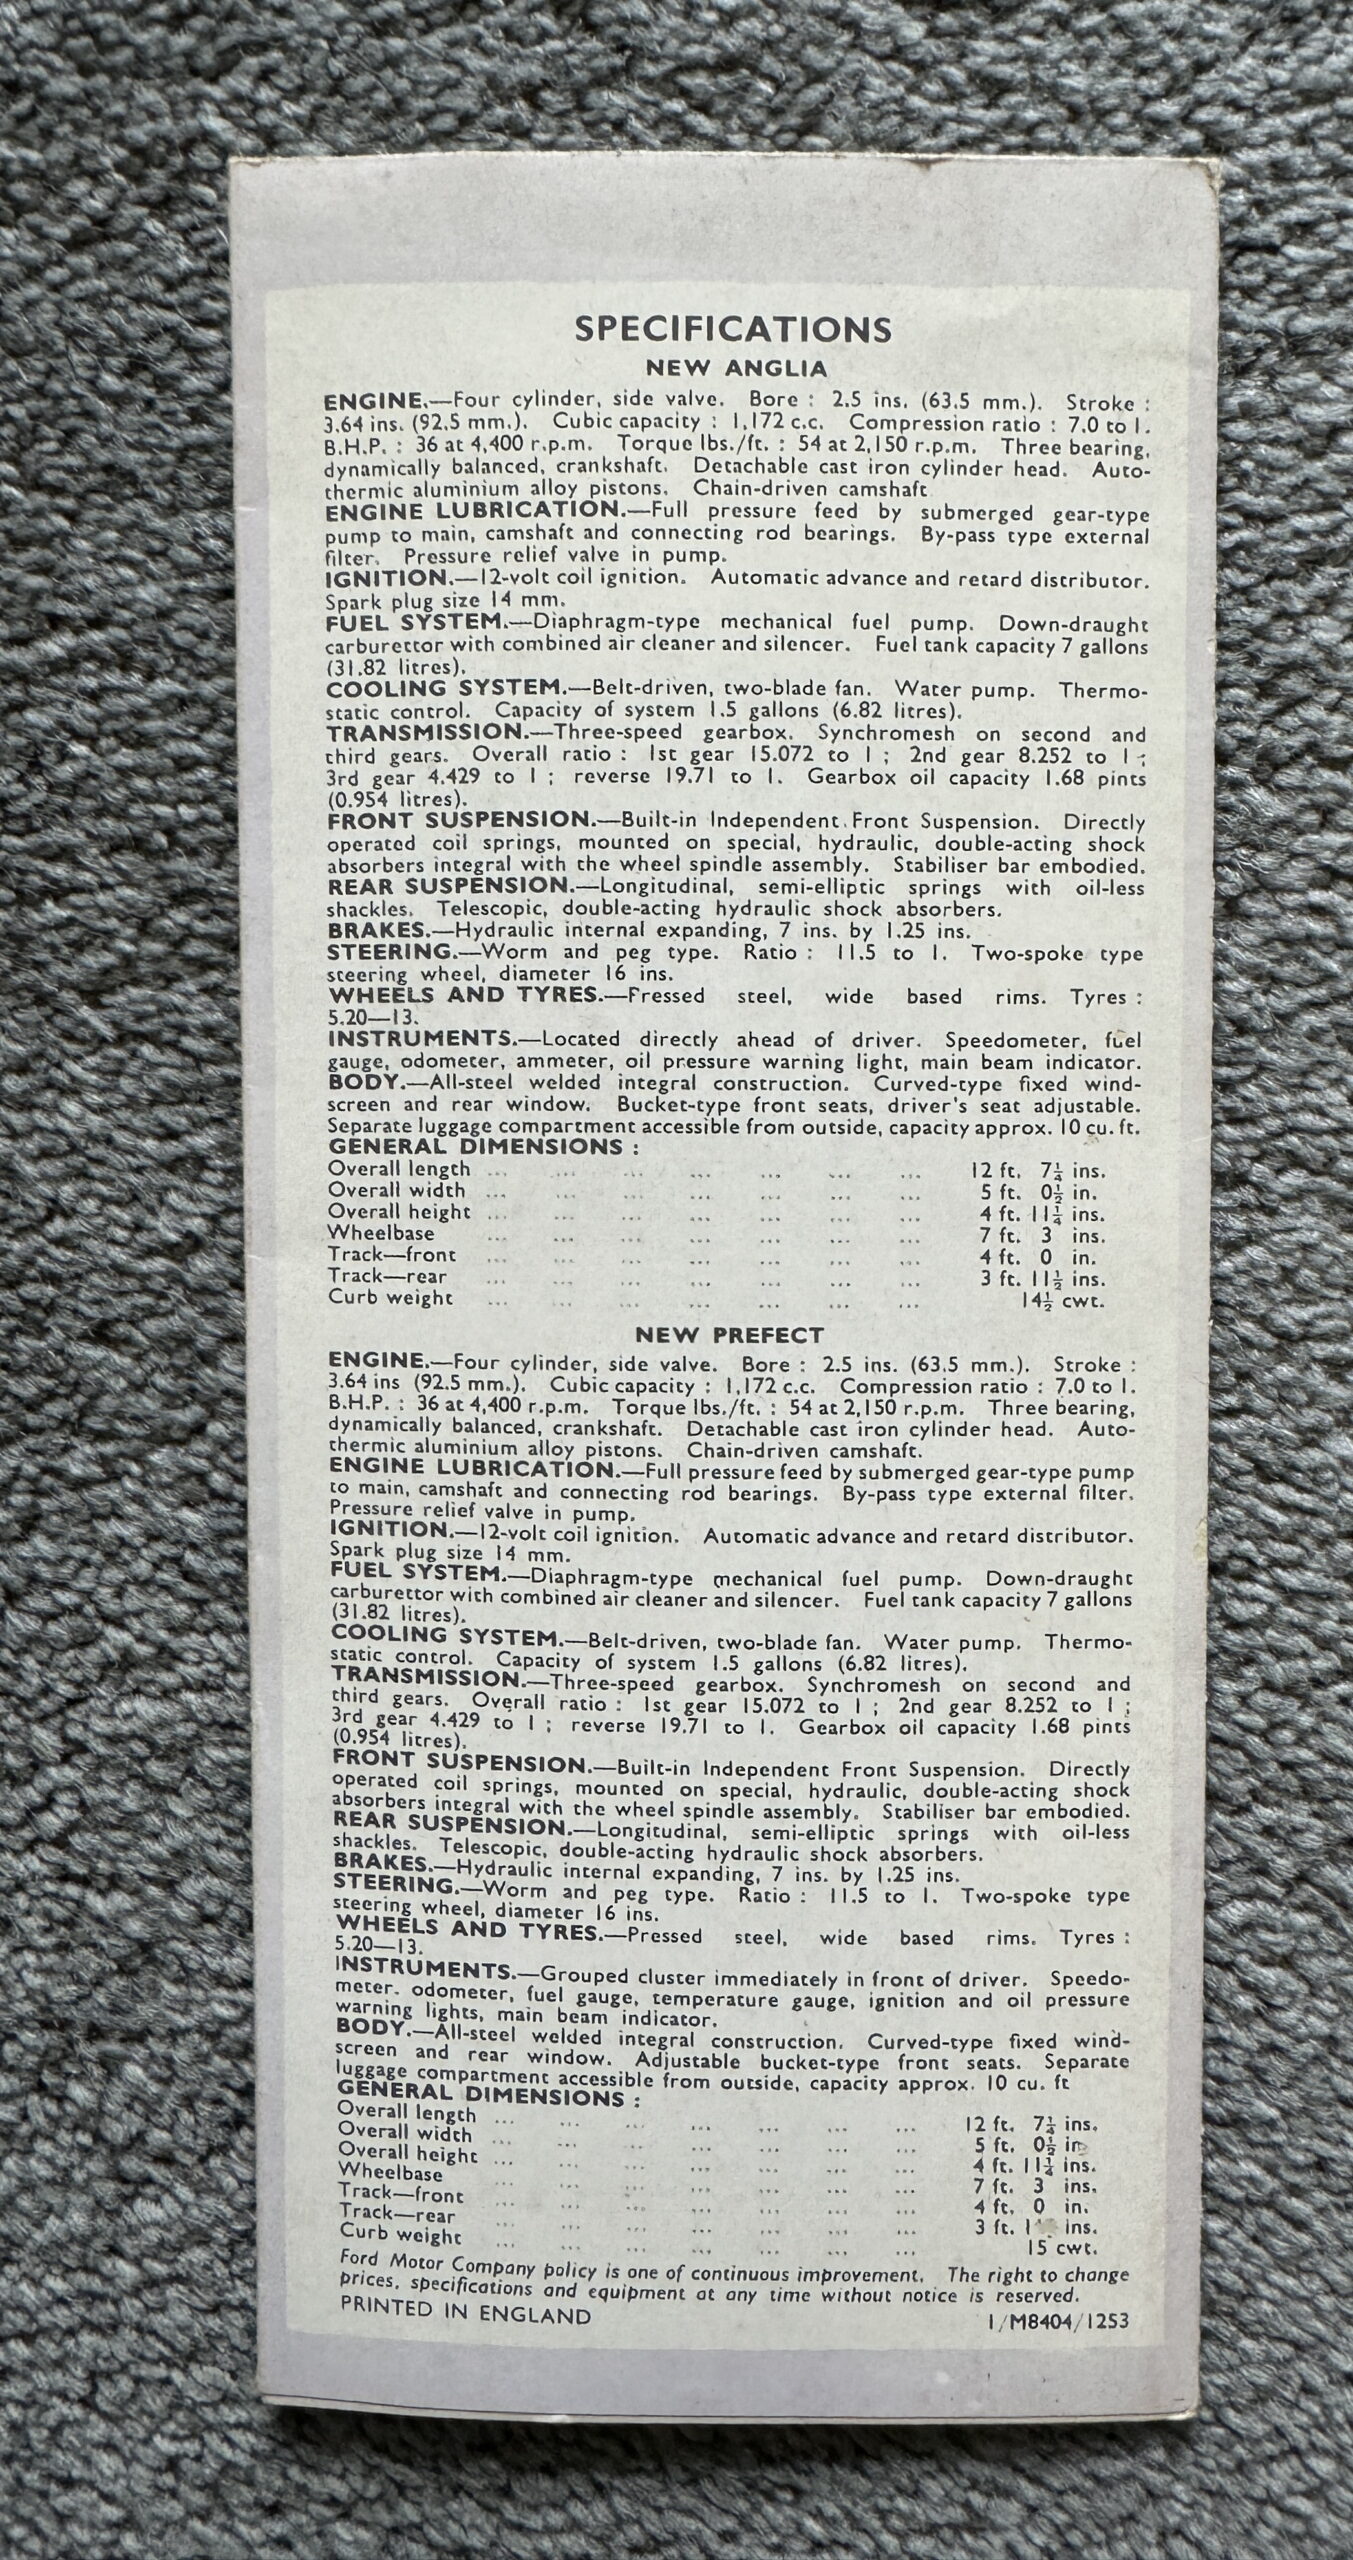 SPECIFICATIONS
NEW ANGLIA
ENGINE.—Four cylinder, side valve. Bore : 2.5 ins. (63.5 mm.). Stroke :
3.64 ins. (92.5 mm.). Cubic capacity : 1,172 c.c. Compression ratio : 7.0 to 1.
B.H.P. : 36 at 4,400 r.p.m. Torque lbs./ft. : 54 at 2,150 r.p.m. Three bearing,
dynamically balanced, crankshaft. Detachable cast iron cylinder head. Auto-
thermic aluminium alloy pistons. Chain-driven camshaft
ENGINE LUBRICATION.—Full pressure feed by submerged gear-type
pump to main, camshaft and connecting rod bearings. By-pass type external
filter. Pressure relief valve in pump.
IGNITION.—12-volt coil ignition. Automatic advance and retard distributor.
Spark plug size 14 mm.
FUEL SYSTEM.—Diaphragm-type mechanical fuel pump. Down-draught
carburettor with combined air cleaner and silencer. Fuel tank capacity 7 gallons
(31.82 litres).
COOLING SYSTEM.—Belt-driven, two-blade fan. Water pump. Thermo-
static control. Capacity of system 1.5 gallons (6.82 litres).
TRANSMISSION.—Three-speed gearbox. Synchromesh on second and
third gears. Overall ratio : 1st gear 15.072 to 1 ; 2nd gear 8.252 to 1 ;
3rd gear 4.429 to 1 ; reverse 19.71 to 1. Gearbox oil capacity 1.68 pints
(0.954 litres).
FRONT SUSPENSION.—Built-in Independent Front Suspension. Directly
operated coil springs, mounted on special, hydraulic, double-acting shock
absorbers integral with the wheel spindle assembly. Stabiliser bar embodied.
REAR SUSPENSION.—Longitudinal, semi-elliptic springs with oil-less
shackles. Telescopic, double-acting hydraulic shock absorbers.
BRAKES.—Hydraulic internal expanding, 7 ins. by 1.25 ins.
STEERING.—Worm and peg type. Ratio : 11.5 to 1. Two-spoke type
steering wheel, diameter 16 ins.
WHEELS AND TYRES.—Pressed steel, wide based rims. Tyres :
5.20—13.
INSTRUMENTS.—Located directly ahead of driver. Speedometer, fuel
gauge, odometer, ammeter, oil pressure warning light, main beam indicator.
BODY.—All-steel welded integral construction. Curved-type fixed wind-
screen and rear window. Bucket-type front seats, driver's seat adjustable.
Separate luggage compartment accessible from outside, capacity approx. 10 cu. ft.
GENERAL DIMENSIONS :
Overall length ... ... ... ... ... ... ... 12 ft. 7¼ ins.
Overall width ... ... ... ... ... ... ... 5 ft. 0½ in.
Overall height ... ... ... ... ... ... ... 4 ft. 11¼ ins.
Wheelbase ... ... ... ... ... ... ... 7 ft. 3 ins.
Track—front ... ... ... ... ... ... ... 4 ft. 0 in.
Track—rear ... ... ... ... ... ... ... 3 ft. 11½ ins.
Curb weight ... ... ... ... ... ... ... 14½ cwt.
NEW PREFECT
ENGINE.—Four cylinder, side valve. Bore : 2.5 ins. (63.5 mm.). Stroke :
3.64 ins (92.5 mm.). Cubic capacity : 1,172 c.c. Compression ratio : 7.0 to 1.
B.H.P. : 36 at 4,400 r.p.m. Torque lbs./ft. : 54 at 2,150 r.p.m. Three bearing,
dynamically balanced, crankshaft. Detachable cast iron cylinder head. Auto-
thermic aluminium alloy pistons. Chain-driven camshaft.
ENGINE LUBRICATION.—Full pressure feed by submerged gear-type pump
to main, camshaft and connecting rod bearings. By-pass type external filter.
Pressure relief valve in pump.
IGNITION.—12-volt coil ignition. Automatic advance and retard distributor.
Spark plug size 14 mm.
FUEL SYSTEM.—Diaphragm-type mechanical fuel pump. Down-draught
carburettor with combined air cleaner and silencer. Fuel tank capacity 7 gallons
(31.82 litres).
COOLING SYSTEM.—Belt-driven, two-blade fan. Water pump. Thermo-
static control. Capacity of system 1.5 gallons (6.82 litres).
TRANSMISSION.—Three-speed gearbox. Synchromesh on second and
third gears. Overall ratio : 1st gear 15.072 to 1 ; 2nd gear 8.252 to 1 ;
3rd gear 4.429 to 1 ; reverse 19.71 to 1. Gearbox oil capacity 1.68 pints
(0.954 litres).
FRONT SUSPENSION.—Built-in Independent Front Suspension. Directly
operated coil springs, mounted on special, hydraulic, double-acting shock
absorbers integral with the wheel spindle assembly. Stabiliser bar embodied.
REAR SUSPENSION.—Longitudinal, semi-elliptic springs with oil-less
shackles. Telescopic, double-acting hydraulic shock absorbers.
BRAKES.—Hydraulic internal expanding, 7 ins. by 1.25 ins.
STEERING.—Worm and peg type. Ratio : 11.5 to 1. Two-spoke type
steering wheel, diameter 16 ins.
WHEELS AND TYRES.—Pressed steel, wide based rims. Tyres :
5.20—13.
INSTRUMENTS.—Grouped cluster immediately in front of driver. Speedo-
meter. odometer, fuel gauge, temperature gauge, ignition and oil pressure
warning lights, main beam indicator.
BODY.—All-steel welded integral construction. Curved-type fixed wind-
screen and rear window. Adjustable bucket-type front seats. Separate
luggage compartment accessible from outside, capacity approx. 10 cu. ft
GENERAL DIMENSIONS :
Overall length ... ... ... ... ... ... ... 12 ft. 7¼ ins.
Overall width ... ... ... ... ... ... ... 5 ft. 0½ in
Overall height ... ... ... ... ... ... ... 4 ft. 11¼ ins.
Wheelbase ... ... ... ... ... ... 7 ft. 3 ins.
Track—front ... ... ... ... ... ... ... 4 ft. 0 in.
Track—rear ... ... ... ... ... ... ... 3 ft. ins.
Curb weight ... ... ... ... ... ... ... 15 cwt.
Ford Motor Company policy is one of continuous improvement. The right to change
prices, specifications and equipment at any time without notice is reserved.
PRINTED IN ENGLAND 1/M8404/1253